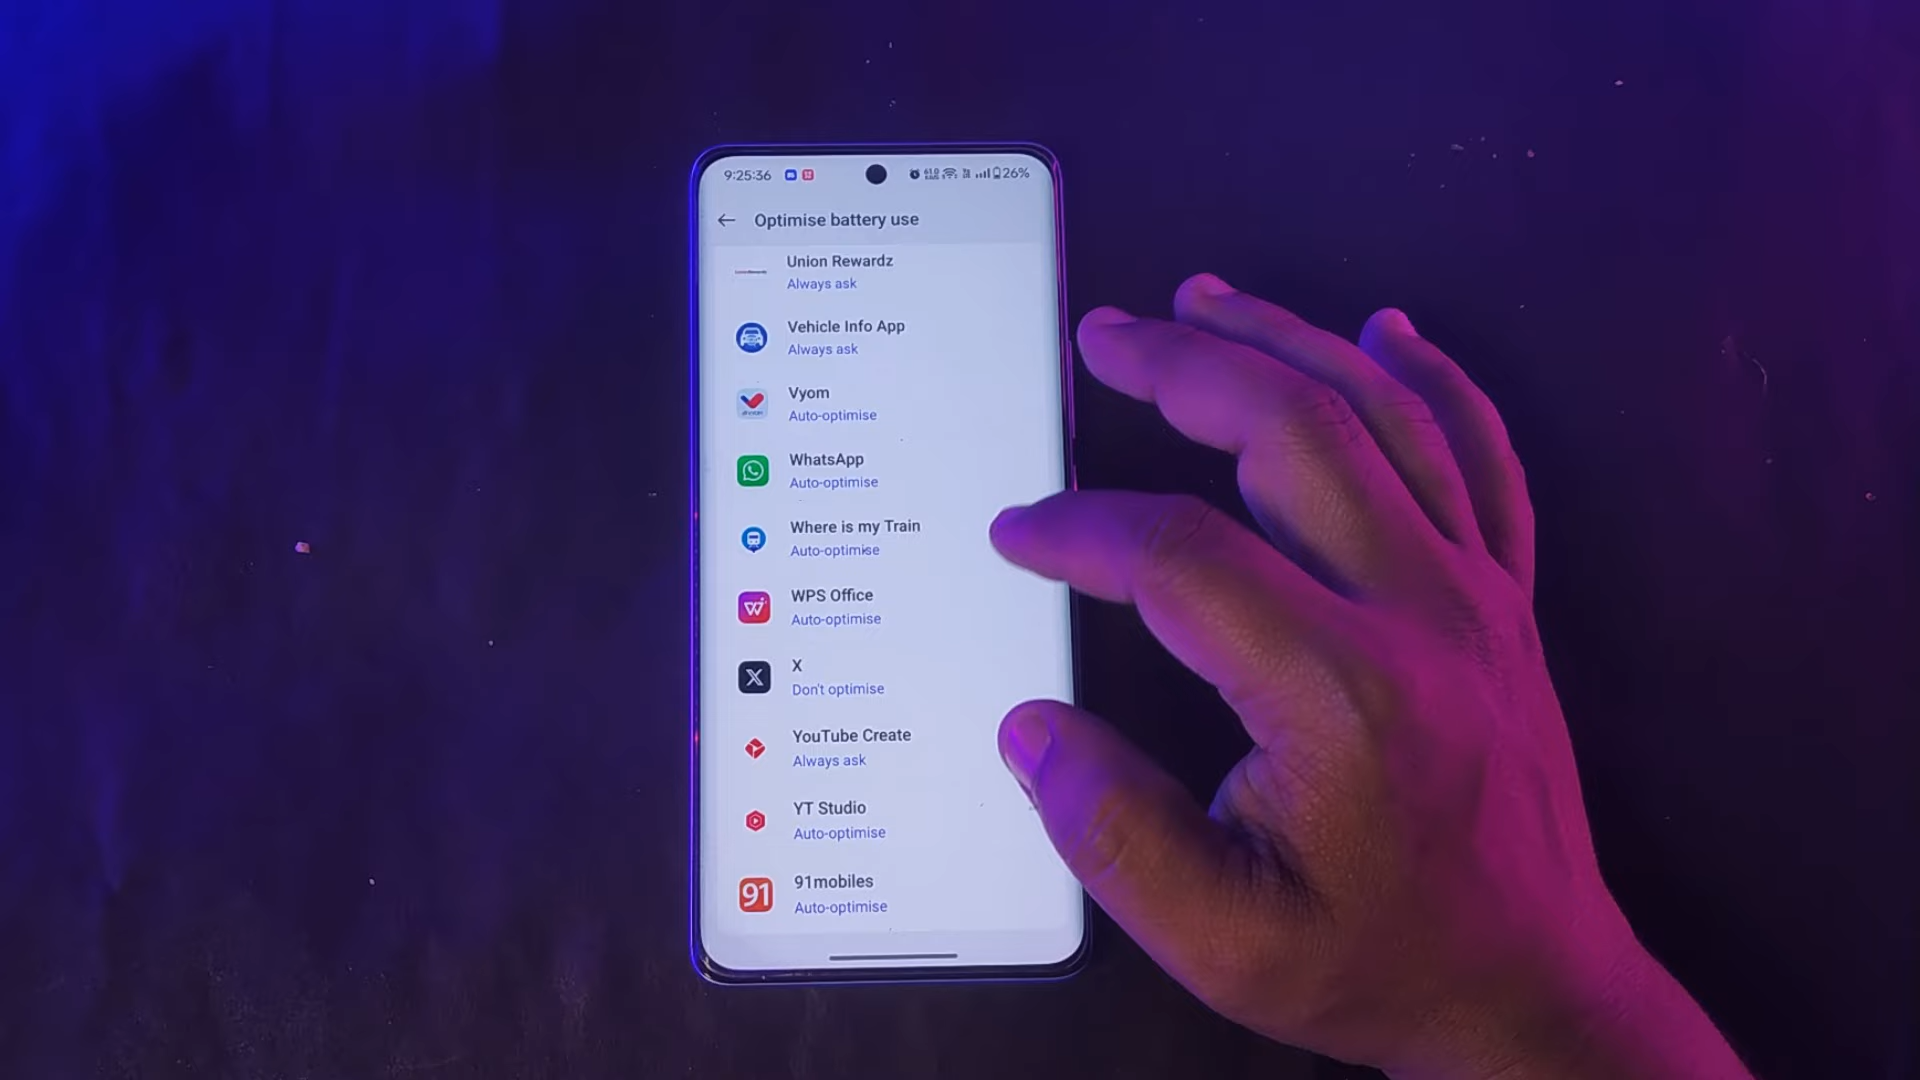 9:25:36
26%
Optimise battery use
Union Rewardz
Always ask
Vehicle Info App
Always ask
Vyom
Auto-optimise
WhatsApp
Auto-optimise
Where is my Train
Auto-optimise
WPS Office
Auto-optimise
X
Don't optimise
YouTube Create
Always ask
YT Studio
Auto-optimise
91
91mobiles
Auto-optimise